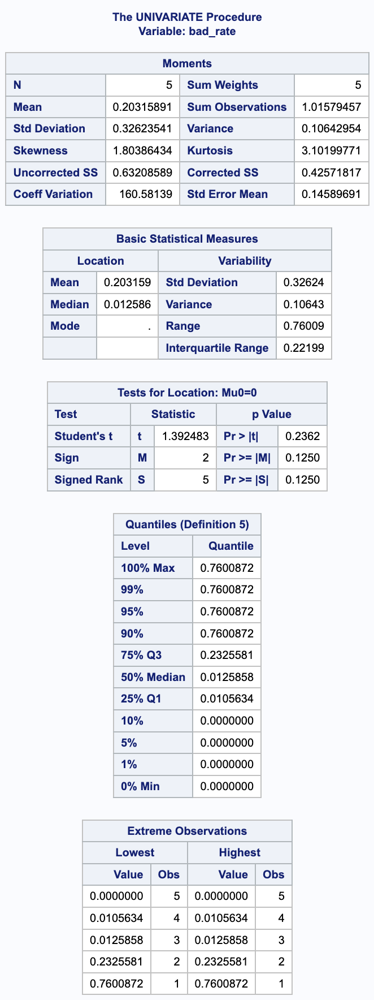 The UNIVARIATE Procedure
Variable: bad_rate
Moments
N 5 Sum Weights 5
Mean 0.20315891 Sum Observations 1.01579457
Std Deviation 0.32623541 Variance 0.10642954
Skewness 1.80386434 Kurtosis 3.10199771
Uncorrected SS 0.63208589 Corrected SS 0.42571817
Coeff Variation 160.58139 Std Error Mean 0.14589691
Basic Statistical Measures
Location Variability
Mean 0.203159 Std Deviation 0.32624
Median 0.012586 Variance 0.10643
Mode . Range 0.76009
Interquartile Range 0.22199
Tests for Location: Mu0=0
Test Statistic p Value
Student's t t 1.392483 Pr > |t| 0.2362
Sign M 2 Pr >= |M| 0.1250
Signed Rank S 5 Pr >= |S| 0.1250
Quantiles (Definition 5)
Level Quantile
100% Max 0.7600872
99% 0.7600872
95% 0.7600872
90% 0.7600872
75% Q3 0.2325581
50% Median 0.0125858
25% Q1 0.0105634
10% 0.0000000
5% 0.0000000
1% 0.0000000
0% Min 0.0000000
Extreme Observations
Lowest Highest
Value Obs Value Obs
0.0000000 5 0.0000000 5
0.0105634 4 0.0105634 4
0.0125858 3 0.0125858 3
0.2325581 2 0.2325581 2
0.7600872 1 0.7600872 1